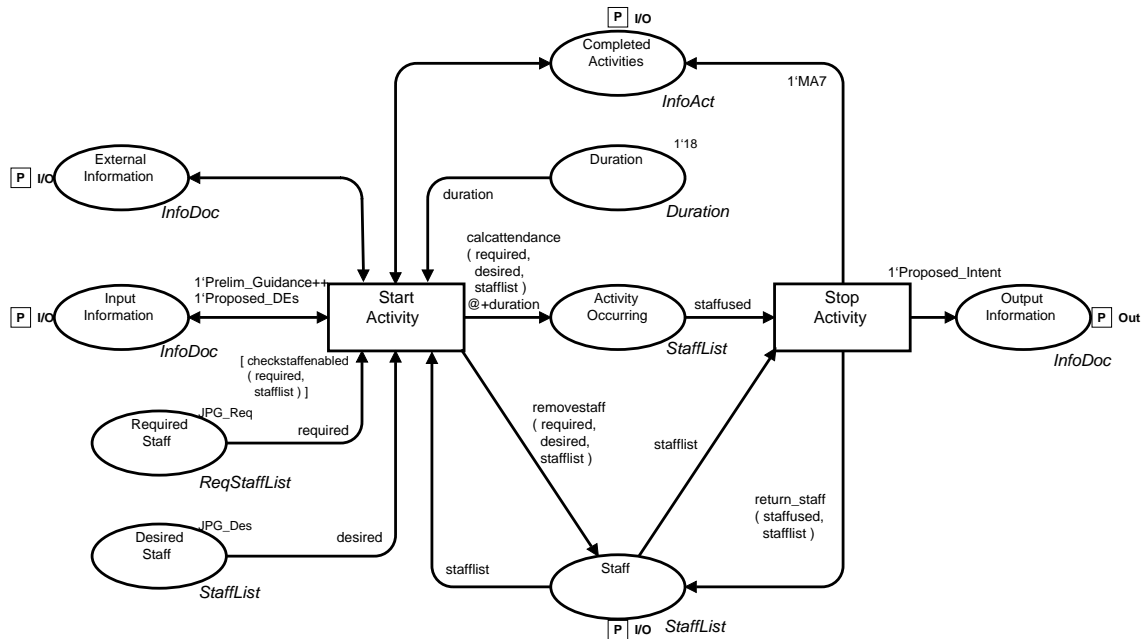 P I/O
Completed
Activities
InfoAct
1‘MA7
External
Information
P I/O
InfoDoc
Duration
1‘18
Duration
duration
calcattendance
( required,
desired,
stafflist )
@+duration
1‘Prelim_Guidance++
1‘Proposed_DEs
Input
Information
P I/O
InfoDoc
Start
Activity
Activity
Occurring
StaffList
staffused
Stop
Activity
1‘Proposed_Intent
Output
Information
P Out
InfoDoc
[ checkstaffenabled
( required,
stafflist ) ]
Required
Staff
JPG_Req
ReqStaffList
required
removestaff
( required,
desired,
stafflist )
stafflist
return_staff
( staffused,
stafflist )
Desired
Staff
JPG_Des
StaffList
desired
stafflist
Staff
P I/O
StaffList